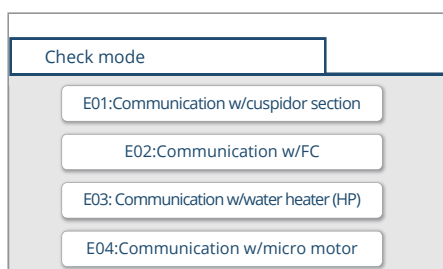 Check mode
E01:Communication w/cuspidor section
E02:Communication w/FC
E03: Communication w/water heater (HP)
E04:Communication w/micro motor